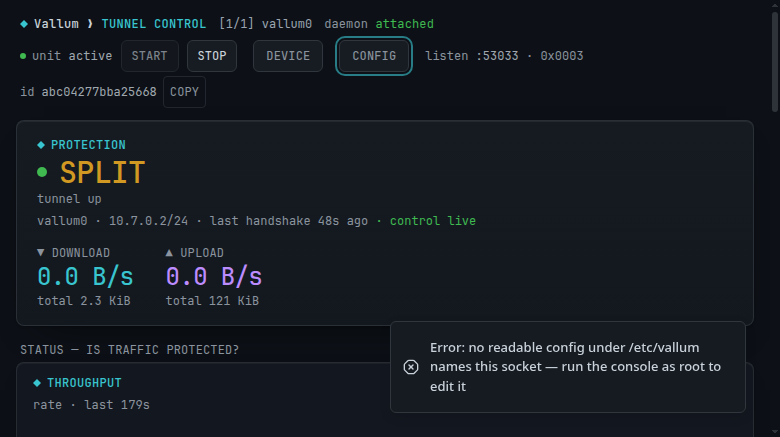 ◆ Vallum ❯ TUNNEL CONTROL [1/1] vallum0 daemon attached
● unit active START STOP DEVICE CONFIG listen :53033 · 0x0003
id abc04277bba25668 COPY
◆ PROTECTION
● SPLIT
tunnel up
vallum0 · 10.7.0.2/24 · last handshake 48s ago · control live
▼ DOWNLOAD ▲ UPLOAD
0.0 B/s 0.0 B/s
total 2.3 KiB total 121 KiB
STATUS — IS TRAFFIC PROTECTED?
◆ THROUGHPUT
rate · last 179s
Error: no readable config under /etc/vallum
names this socket — run the console as root to
edit it